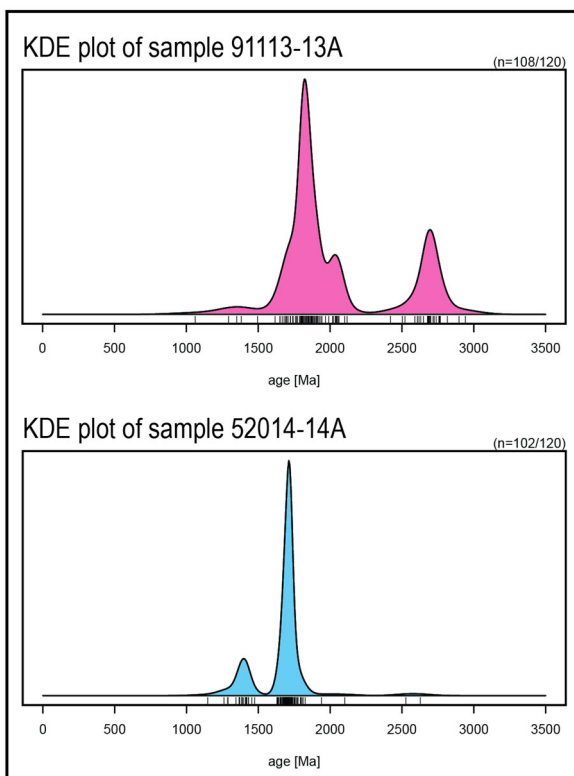 KDE plot of sample 91113-13A
(n=108/120)
0 500 1000 1500 2000 2500 3000 3500
age [Ma]
KDE plot of sample 52014-14A
(n=102/120)
0 500 1000 1500 2000 2500 3000 3500
age [Ma]